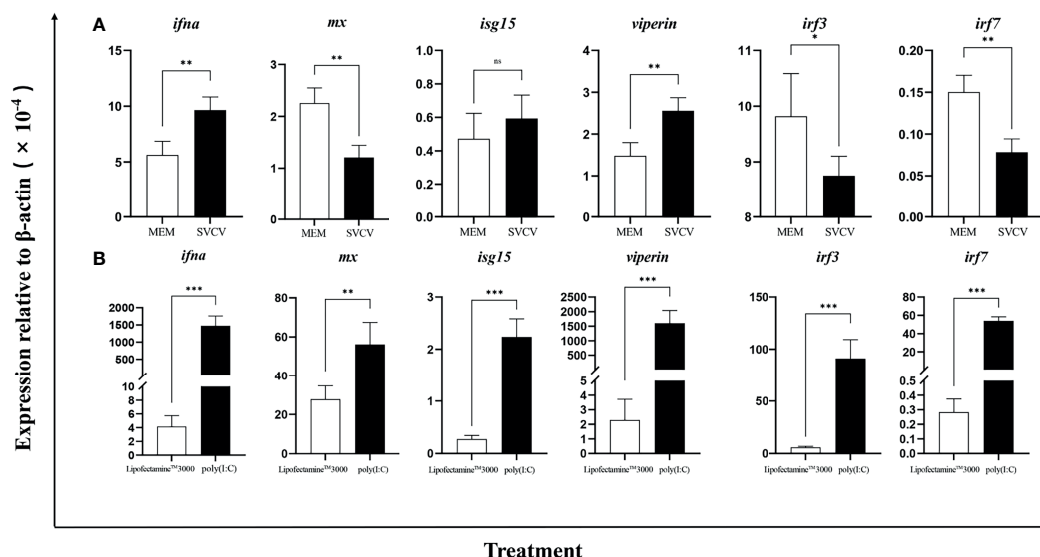 A
ifna
mx
isg15
viperin
irf3
irf7
15
10
5
0
**
MEM
SVCV
4
3
2
1
0
**
MEM
SVCV
1.0
0.8
0.6
0.4
0.2
0.0
ns
MEM
SVCV
4
3
2
1
0
**
MEM
SVCV
11
10
9
8
*
MEM
SVCV
0.20
0.15
0.10
0.05
0.00
**
MEM
SVCV
B
ifna
mx
isg15
viperin
irf3
irf7
2000
1500
1000
500
10
8
6
4
2
0
***
Lipofectamine™3000
poly(I:C)
80
60
40
20
0
**
Lipofectamine™3000
poly(I:C)
3
2
1
0
***
Lipofectamine™3000
poly(I:C)
2500
2000
1500
1000
500
5
4
3
2
1
0
***
Lipofectamine™3000
poly(I:C)
150
100
50
0
***
Lipofectamine™3000
poly(I:C)
80
60
40
20
0.5
0.4
0.3
0.2
0.1
0.0
***
Lipofectamine™3000
poly(I:C)
Expression relative to β-actin ( × 10⁻⁴ )
Treatment